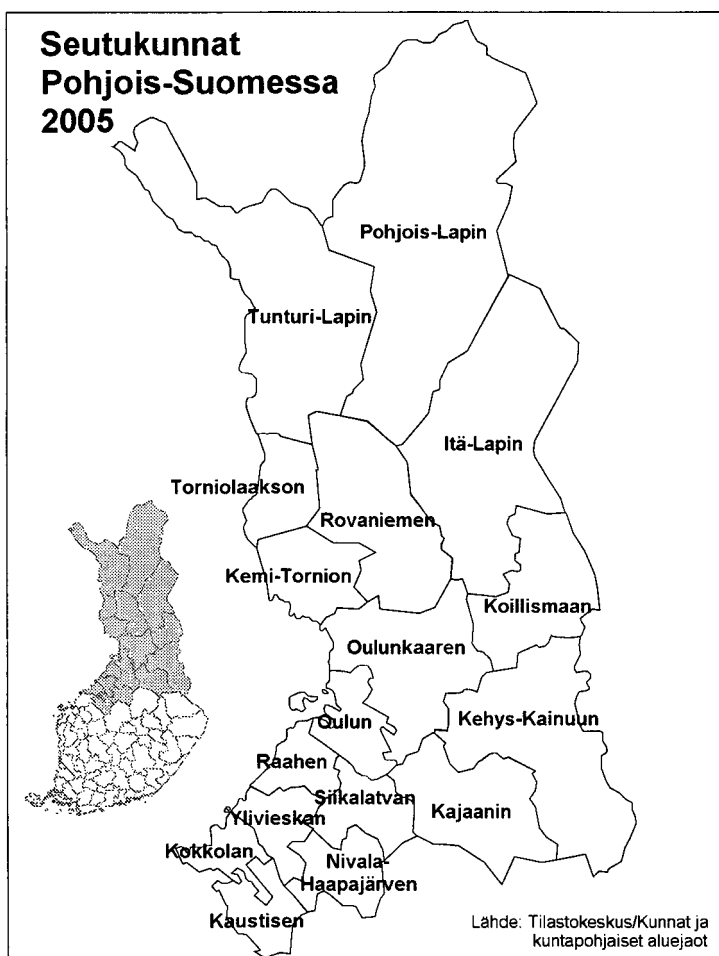 Seutukunnat
Pohjois-Suomessa
2005
Pohjois-Lapin
Tunturi-Lapin
Itä-Lapin
Torniolaakson
Rovaniemen
Kemi-Tornion
Koillismaan
Oulunkaaren
Oulun
Kehys-Kainuun
Raahen
Siikalatvan
Kajaanin
Ylivieskan
Kokkolan
Nivala-
Haapajärven
Kaustisen
Lähde: Tilastokeskus/Kunnat ja
kuntapohjaiset aluejaot